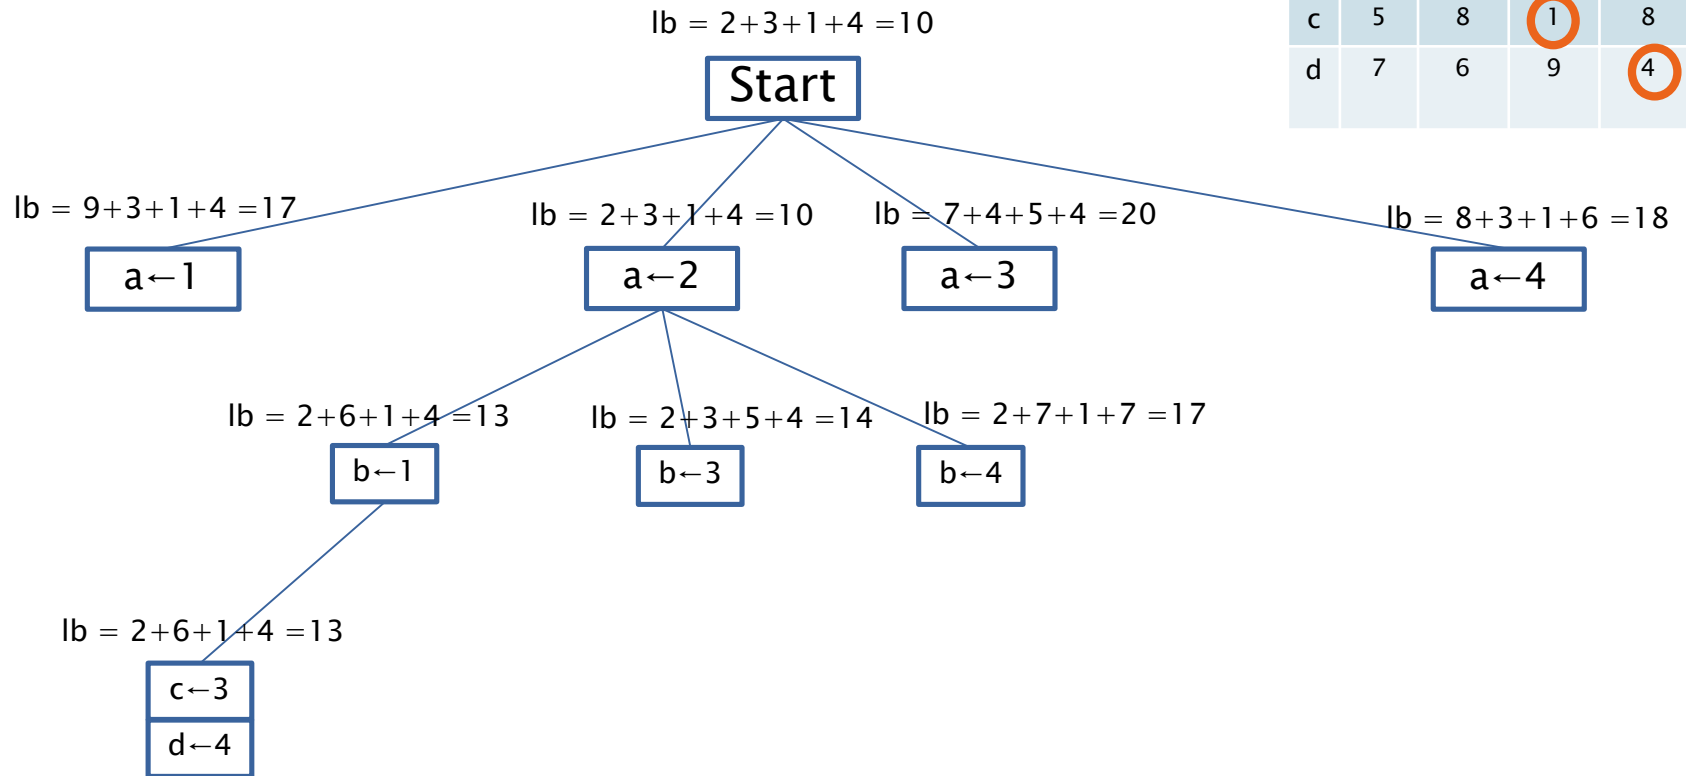 lb = 2+3+1+4 =10
c 5 8 1 8
Start
d 7 6 9 4
lb = 9+3+1+4 =17
lb = 2+3+1+4 =10
lb = 7+4+5+4 =20
lb = 8+3+1+6 =18
a←1
a←2
a←3
a←4
lb = 2+6+1+4 =13
lb = 2+3+5+4 =14
lb = 2+7+1+7 =17
b←1
b←3
b←4
lb = 2+6+1+4 =13
c←3
d←4